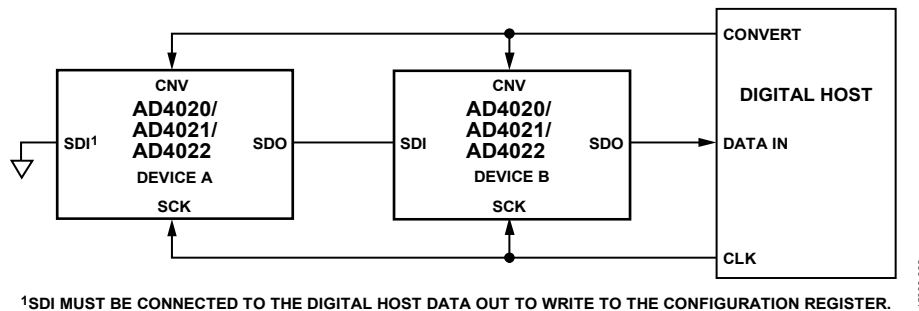 CONVERT
CNV
CNV
DIGITAL HOST
AD4020/
AD4021/
AD4022
AD4020/
AD4021/
AD4022
SDI1
SDO
SDI
SDO
DATA IN
DEVICE A
DEVICE B
SCK
SCK
CLK
1SDI MUST BE CONNECTED TO THE DIGITAL HOST DATA OUT TO WRITE TO THE CONFIGURATION REGISTER.